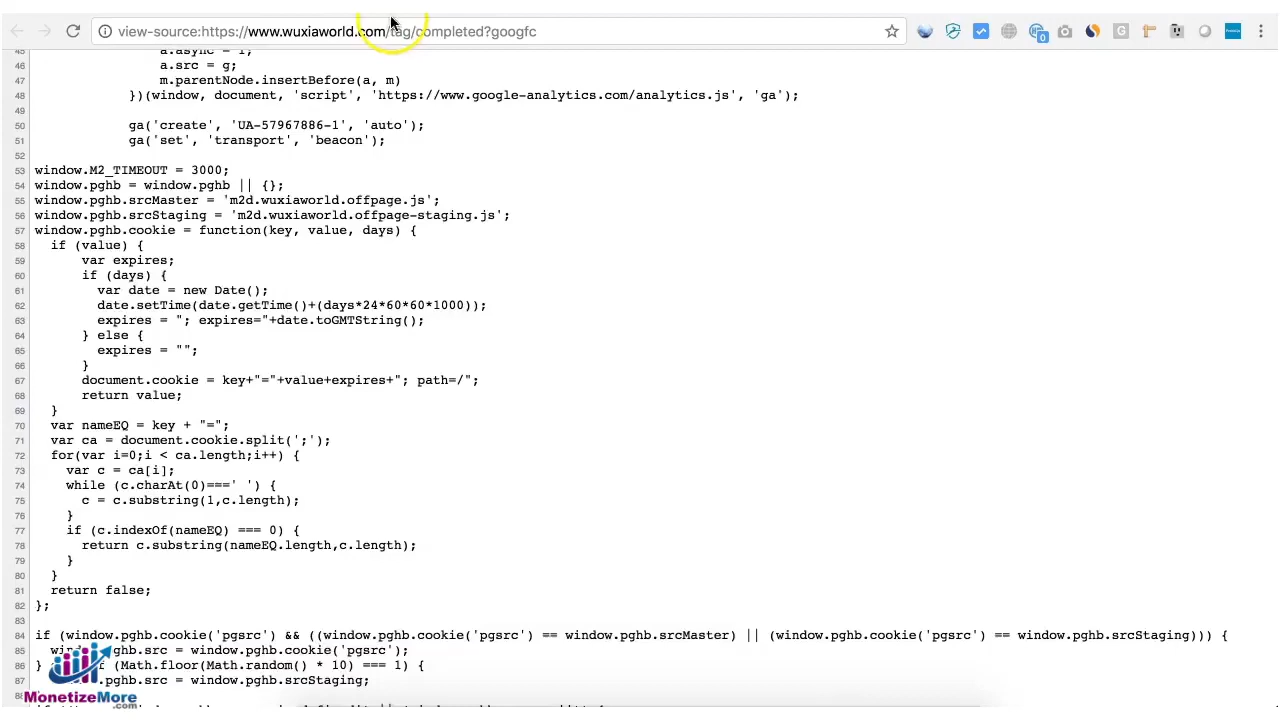 view-source:https://www.wuxiaworld.com/tag/completed?googfc
45 a.async = 1;
46 a.src = g;
47 m.parentNode.insertBefore(a, m)
48 })(window, document, 'script', 'https://www.google-analytics.com/analytics.js', 'ga');
49
50 ga('create', 'UA-57967886-1', 'auto');
51 ga('set', 'transport', 'beacon');
52
53 window.M2_TIMEOUT = 3000;
54 window.pghb = window.pghb || {};
55 window.pghb.srcMaster = 'm2d.wuxiaworld.offpage.js';
56 window.pghb.srcStaging = 'm2d.wuxiaworld.offpage-staging.js';
57 window.pghb.cookie = function(key, value, days) {
58 if (value) {
59 var expires;
60 if (days) {
61 var date = new Date();
62 date.setTime(date.getTime()+(days*24*60*60*1000));
63 expires = "; expires="+date.toGMTString();
64 } else {
65 expires = "";
66 }
67 document.cookie = key+"="+value+expires+"; path=/";
68 return value;
69 }
70 var nameEQ = key + "=";
71 var ca = document.cookie.split(';');
72 for(var i=0;i < ca.length;i++) {
73 var c = ca[i];
74 while (c.charAt(0)===' ') {
75 c = c.substring(1,c.length);
76 }
77 if (c.indexOf(nameEQ) === 0) {
78 return c.substring(nameEQ.length,c.length);
79 }
80 }
81 return false;
82 };
83
84 if (window.pghb.cookie('pgsrc') && ((window.pghb.cookie('pgsrc') == window.pghb.srcMaster) || (window.pghb.cookie('pgsrc') == window.pghb.srcStaging))) {
85 ghb.src = window.pghb.cookie('pgsrc');
86 } (Math.floor(Math.random() * 10) === 1) {
87 .pghb.src = window.pghb.srcStaging;
88
MonetizeMore
.com